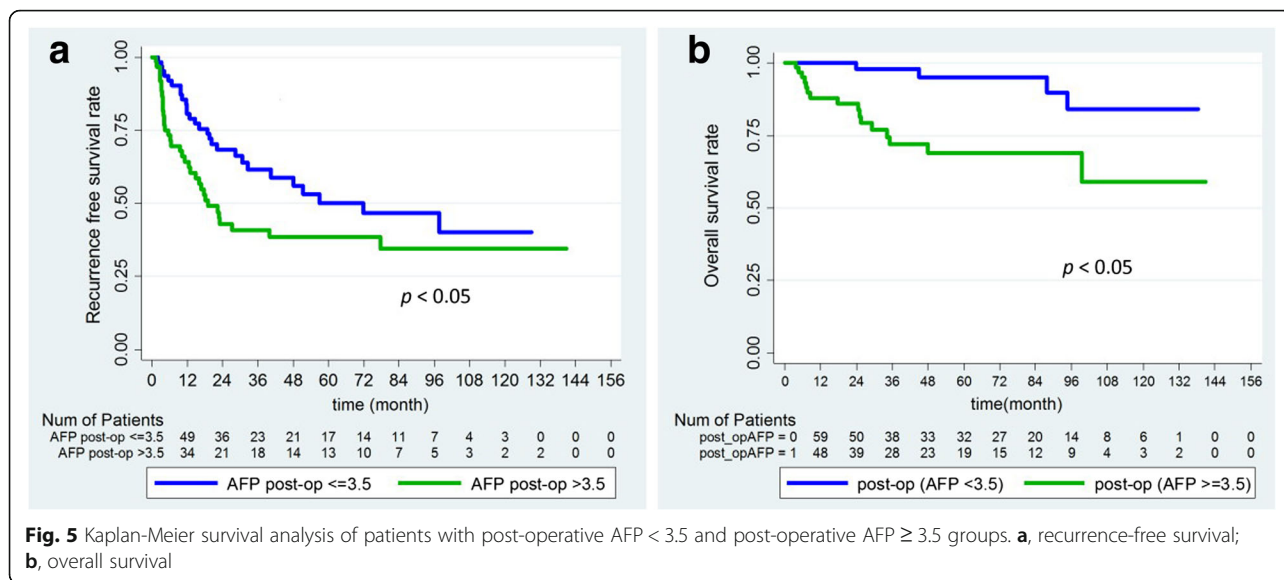 a
Recurrence free survival rate
1.00
0.75
0.50
0.25
0.00
p < 0.05
0 12 24 36 48 60 72 84 96 108 120 132 144 156
time (month)
Num of Patients
AFP post-op <=3.5 49 36 23 21 17 14 11 7 4 3 0 0 0
AFP post-op >3.5 34 21 18 14 13 10 7 5 3 2 2 0 0
AFP post-op <=3.5 AFP post-op >3.5
b
Overall survival rate
1.00
0.75
0.50
0.25
0.00
p < 0.05
0 12 24 36 48 60 72 84 96 108 120 132 144 156
time(month)
Num of Patients
post_opAFP = 0 59 50 38 33 32 27 20 14 8 6 1 0 0
post_opAFP = 1 48 39 28 23 19 15 12 9 4 3 2 0 0
post-op (AFP <3.5) post-op (AFP >=3.5)
Fig. 5 Kaplan-Meier survival analysis of patients with post-operative AFP < 3.5 and post-operative AFP ≥ 3.5 groups. a, recurrence-free survival;
b, overall survival